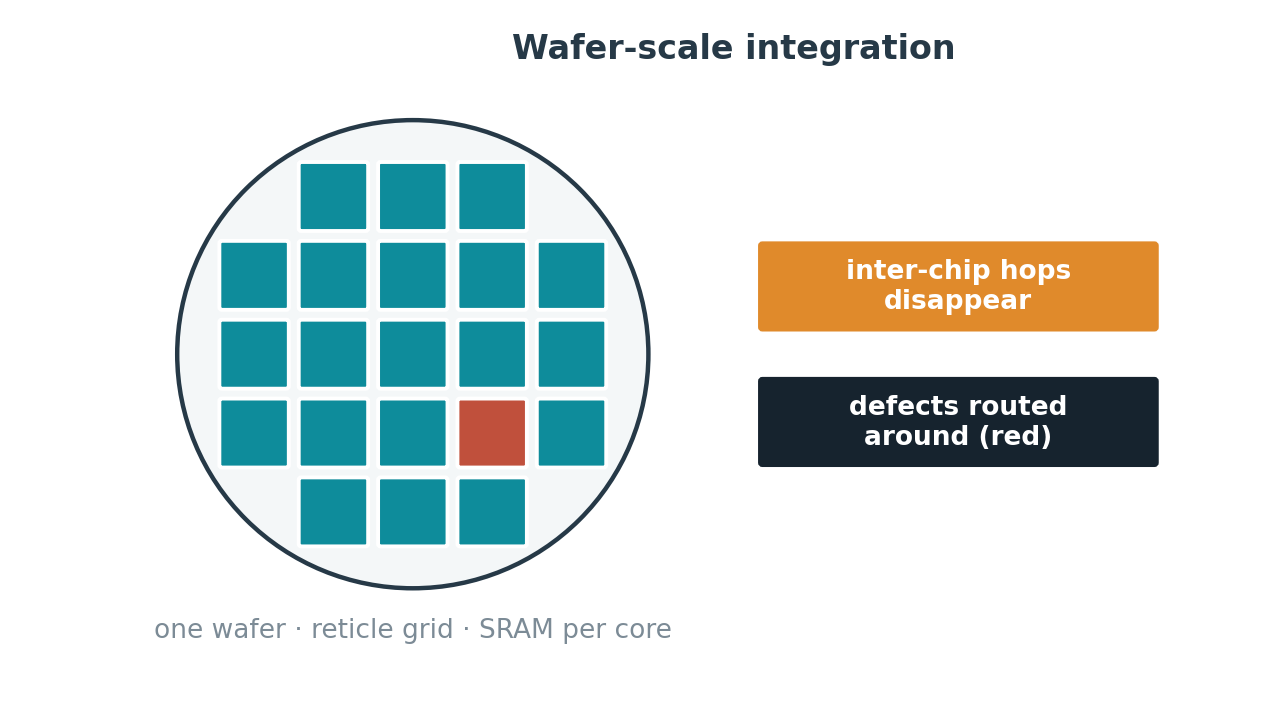 Wafer-scale integration
inter-chip hops
disappear
defects routed
around (red)
one wafer · reticle grid · SRAM per core